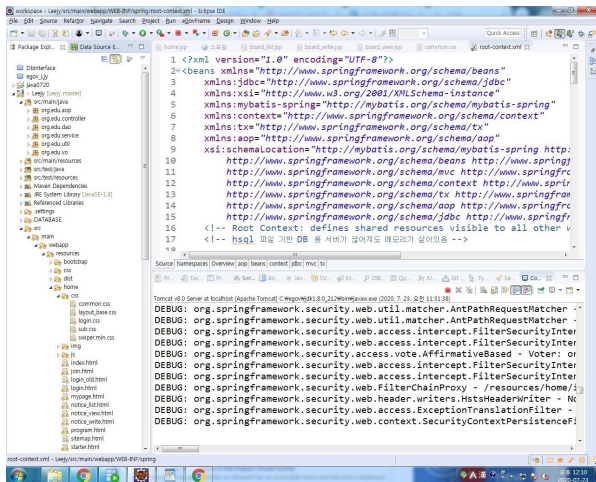 workspace - Leejy/src/main/webapp/WEB-INF/spring/root-context.xml - Eclipse IDE
File Edit Source Refactor Navigate Search Project Run eGovFrame Design Window Help
Quick Access
Package Expl...
Data Source E...
home.jsp
스프링
board_list.jsp
board_write.jsp
board_view.jsp
common.css
root-context.xml
DbInterface
egov_Ljy
java0720
Leejy (Leejy master)
src/main/java
org.edu.aop
org.edu.controller
org.edu.dao
org.edu.service
org.edu.util
org.edu.vo
src/main/resources
src/test/java
src/test/resources
Maven Dependencies
JRE System Library [JavaSE-1.8]
Referenced Libraries
.settings
DATABASE
src
main
webapp
resources
bootstrap
css
dist
home
css
common.css
layout_base.css
login.css
sub.css
swiper.min.css
img
js
index.html
join.html
login_old.html
login.html
mypage.html
notice_list.html
notice_view.html
notice_write.html
program.html
sitemap.html
starter.html
1 <?xml version="1.0" encoding="UTF-8"?>
2 <beans xmlns="http://www.springframework.org/schema/beans"
3 xmlns:jdbc="http://www.springframework.org/schema/jdbc"
4 xmlns:xsi="http://www.w3.org/2001/XMLSchema-instance"
5 xmlns:mybatis-spring="http://mybatis.org/schema/mybatis-spring"
6 xmlns:context="http://www.springframework.org/schema/context"
7 xmlns:tx="http://www.springframework.org/schema/tx"
8 xmlns:aop="http://www.springframework.org/schema/aop"
9 xsi:schemaLocation="http://mybatis.org/schema/mybatis-spring http:
10 http://www.springframework.org/schema/beans http://www.springf
11 http://www.springframework.org/schema/mvc http://www.springfra
12 http://www.springframework.org/schema/context http://www.sprin
13 http://www.springframework.org/schema/tx http://www.springfram
14 http://www.springframework.org/schema/aop http://www.springfra
15 http://www.springframework.org/schema/jdbc http://www.springfr
16 <!-- Root Context: defines shared resources visible to all other w
17 <!-- hsql 파일 기반 DB 용 서버가 끊어져도 메모리가 살아있음 -->
18
Source Namespaces Overview aop beans context jdbc mvc tx
Tomcat v8.0 Server at localhost [Apache Tomcat] C:\egov\jdk1.8.0_212\bin\javaw.exe (2020. 7. 23. 오전 11:31:38)
DEBUG: org.springframework.security.web.util.matcher.AntPathRequestMatcher -
DEBUG: org.springframework.security.web.util.matcher.AntPathRequestMatcher -
DEBUG: org.springframework.security.web.access.intercept.FilterSecurityInter
DEBUG: org.springframework.security.web.access.intercept.FilterSecurityInter
DEBUG: org.springframework.security.access.vote.AffirmativeBased - Voter: or
DEBUG: org.springframework.security.web.access.intercept.FilterSecurityInter
DEBUG: org.springframework.security.web.access.intercept.FilterSecurityInter
DEBUG: org.springframework.security.web.FilterChainProxy - /resources/home/i
DEBUG: org.springframework.security.web.header.writers.HstsHeaderWriter - No
DEBUG: org.springframework.security.web.access.ExceptionTranslationFilter -
DEBUG: org.springframework.security.web.context.SecurityContextPersistenceFi
root-context.xml - Leejy/src/main/webapp/WEB-INF/spring
오후 12:10
2020-07-23